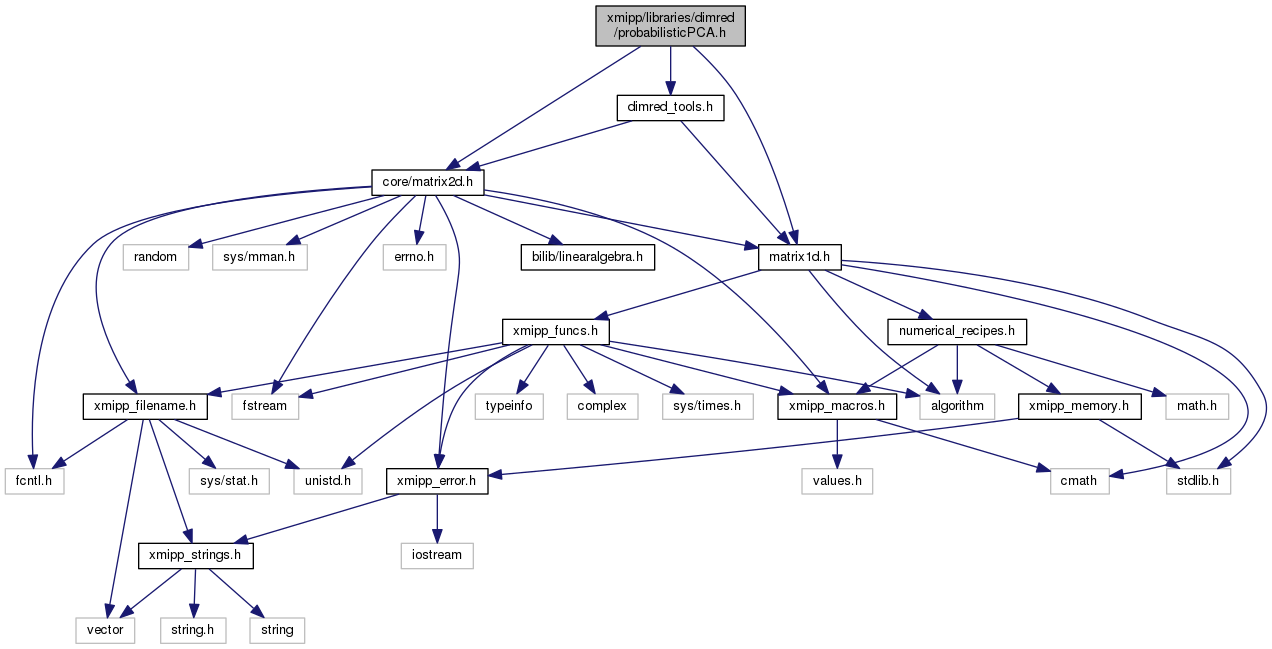 xmipp/libraries/dimred
/probabilisticPCA.h
dimred_tools.h
core/matrix2d.h
random
sys/mman.h
errno.h
bilib/linearalgebra.h
matrix1d.h
xmipp_funcs.h
numerical_recipes.h
xmipp_filename.h
fstream
typeinfo
complex
sys/times.h
xmipp_macros.h
algorithm
xmipp_memory.h
math.h
fcntl.h
sys/stat.h
unistd.h
xmipp_error.h
values.h
cmath
stdlib.h
xmipp_strings.h
iostream
vector
string.h
string